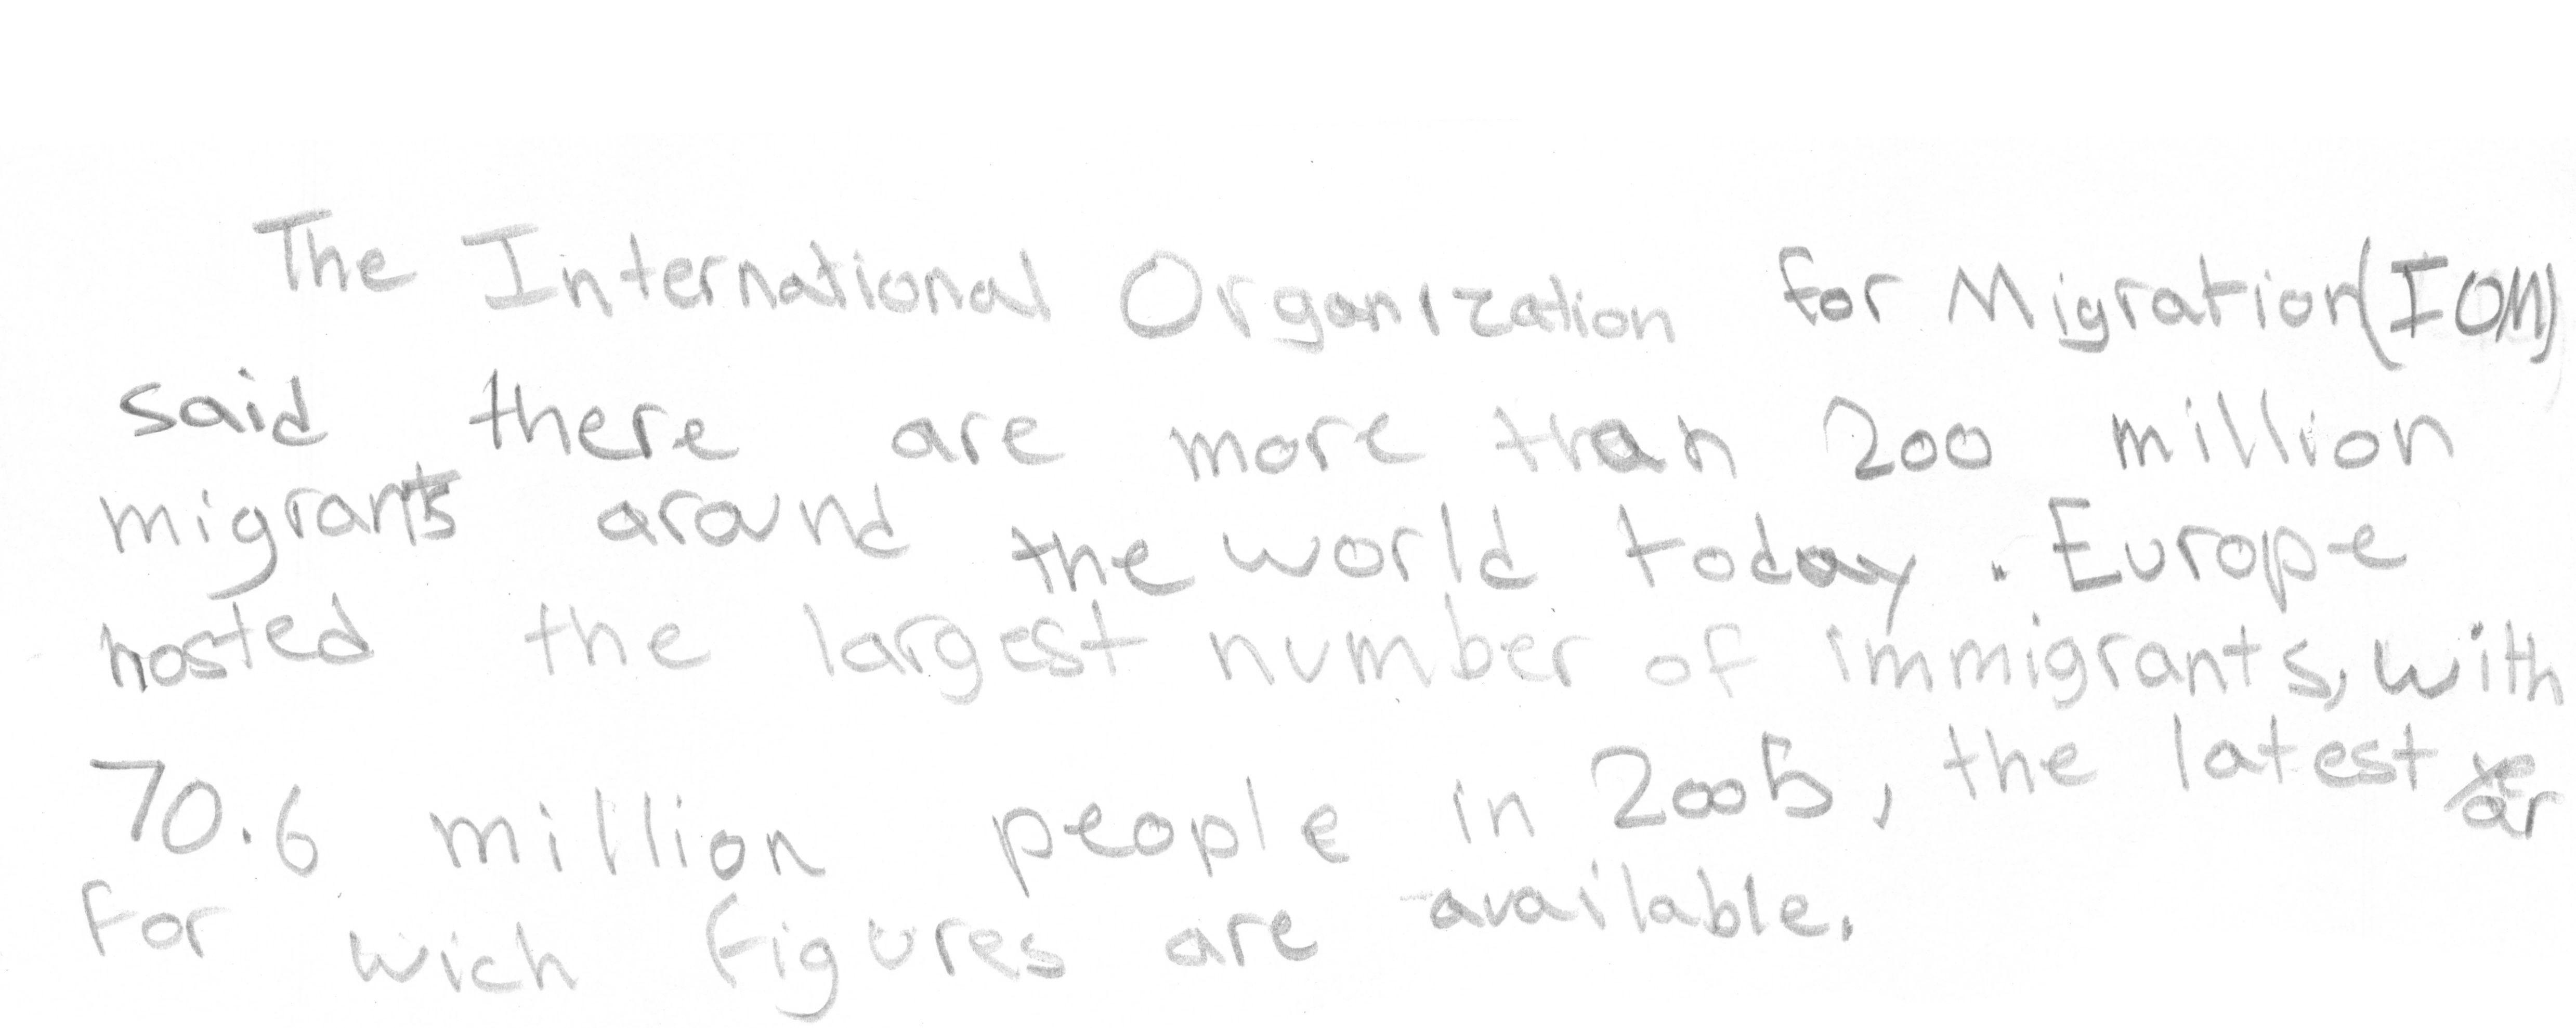 The International Organization for Migration (IOM)
said there are more than 200 million
migrants around the world today. Europe
hosted the largest number of immigrants, with
70.6 million people in 2005, the latest year
for wich figures are available.